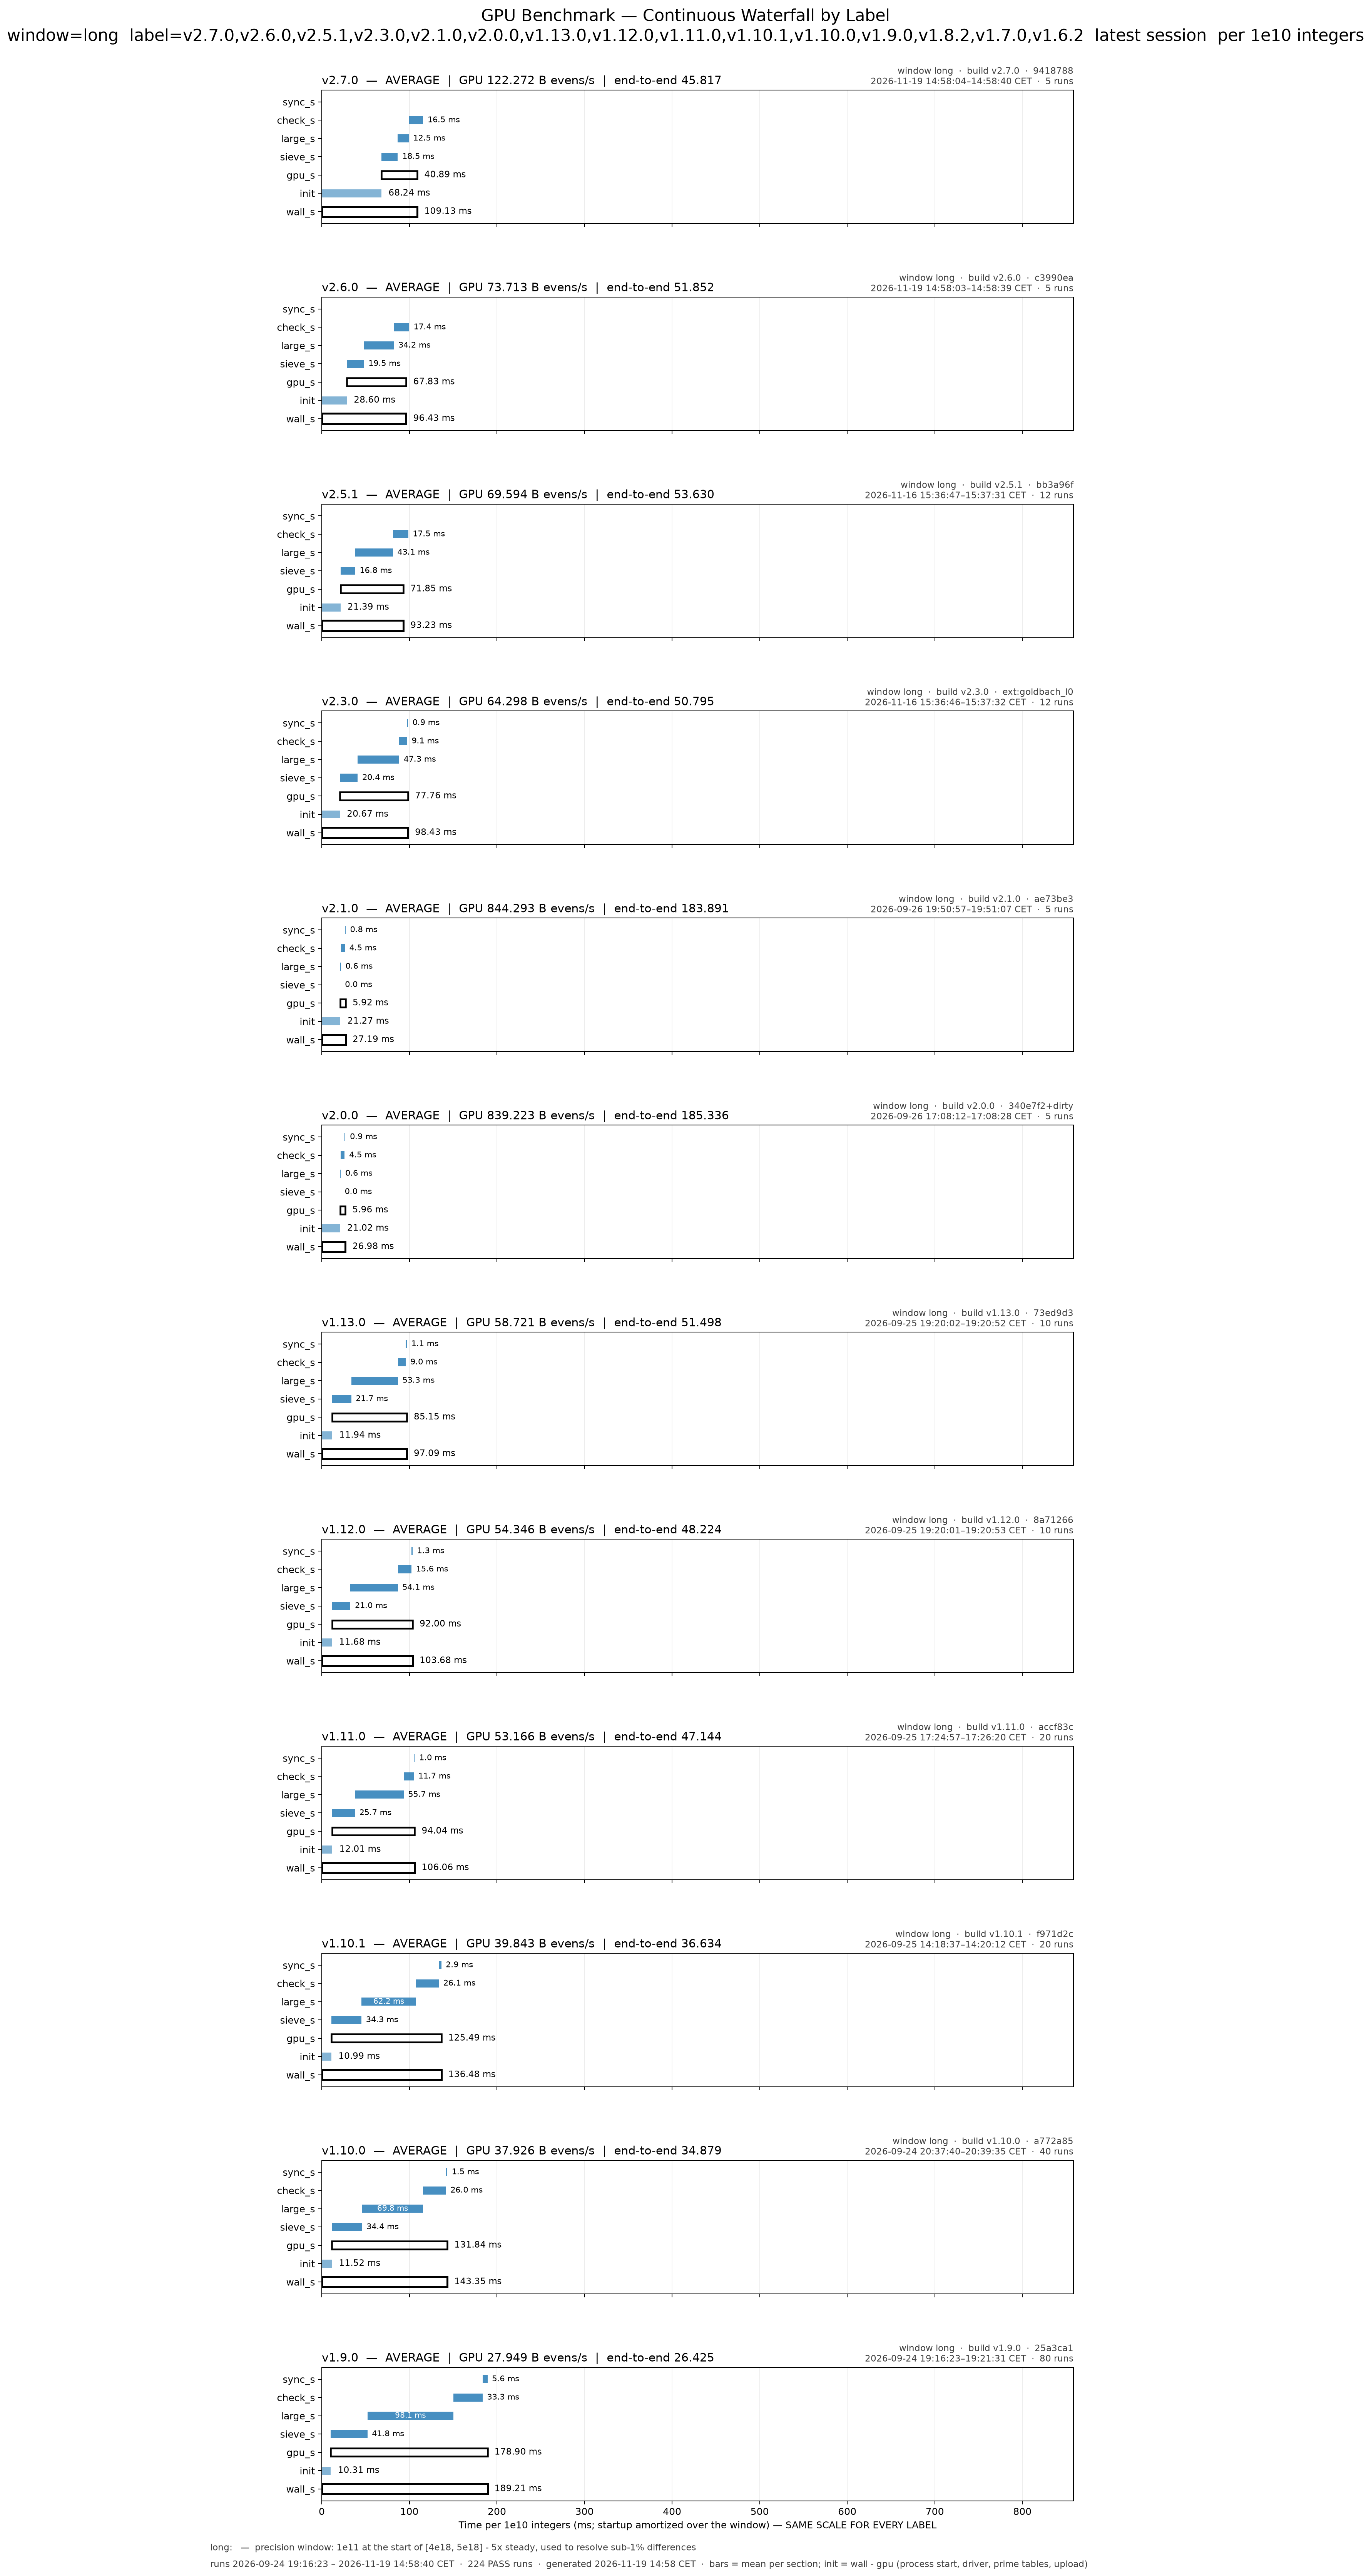 GPU Benchmark — Continuous Waterfall by Label
window=long label=v2.7.0,v2.6.0,v2.5.1,v2.3.0,v2.1.0,v2.0.0,v1.13.0,v1.12.0,v1.11.0,v1.10.1,v1.10.0,v1.9.0,v1.8.2,v1.7.0,v1.6.2 latest session per 1e10 integers
window long · build v2.7.0 · 9418788
v2.7.0 — AVERAGE | GPU 122.272 B evens/s | end-to-end 45.817
2026-11-19 14:58:04–14:58:40 CET · 5 runs
sync_s
check_s 16.5 ms
large_s 12.5 ms
sieve_s 18.5 ms
gpu_s 40.89 ms
init 68.24 ms
wall_s 109.13 ms
window long · build v2.6.0 · c3990ea
v2.6.0 — AVERAGE | GPU 73.713 B evens/s | end-to-end 51.852
2026-11-19 14:58:03–14:58:39 CET · 5 runs
sync_s
check_s 17.4 ms
large_s 34.2 ms
sieve_s 19.5 ms
gpu_s 67.83 ms
init 28.60 ms
wall_s 96.43 ms
window long · build v2.5.1 · bb3a96f
v2.5.1 — AVERAGE | GPU 69.594 B evens/s | end-to-end 53.630
2026-11-16 15:36:47–15:37:31 CET · 12 runs
sync_s
check_s 17.5 ms
large_s 43.1 ms
sieve_s 16.8 ms
gpu_s 71.85 ms
init 21.39 ms
wall_s 93.23 ms
window long · build v2.3.0 · ext:goldbach_l0
v2.3.0 — AVERAGE | GPU 64.298 B evens/s | end-to-end 50.795
2026-11-16 15:36:46–15:37:32 CET · 12 runs
sync_s 0.9 ms
check_s 9.1 ms
large_s 47.3 ms
sieve_s 20.4 ms
gpu_s 77.76 ms
init 20.67 ms
wall_s 98.43 ms
window long · build v2.1.0 · ae73be3
v2.1.0 — AVERAGE | GPU 844.293 B evens/s | end-to-end 183.891
2026-09-26 19:50:57–19:51:07 CET · 5 runs
sync_s 0.8 ms
check_s 4.5 ms
large_s 0.6 ms
sieve_s 0.0 ms
gpu_s 5.92 ms
init 21.27 ms
wall_s 27.19 ms
window long · build v2.0.0 · 340e7f2+dirty
v2.0.0 — AVERAGE | GPU 839.223 B evens/s | end-to-end 185.336
2026-09-26 17:08:12–17:08:28 CET · 5 runs
sync_s 0.9 ms
check_s 4.5 ms
large_s 0.6 ms
sieve_s 0.0 ms
gpu_s 5.96 ms
init 21.02 ms
wall_s 26.98 ms
window long · build v1.13.0 · 73ed9d3
v1.13.0 — AVERAGE | GPU 58.721 B evens/s | end-to-end 51.498
2026-09-25 19:20:02–19:20:52 CET · 10 runs
sync_s 1.1 ms
check_s 9.0 ms
large_s 53.3 ms
sieve_s 21.7 ms
gpu_s 85.15 ms
init 11.94 ms
wall_s 97.09 ms
window long · build v1.12.0 · 8a71266
v1.12.0 — AVERAGE | GPU 54.346 B evens/s | end-to-end 48.224
2026-09-25 19:20:01–19:20:53 CET · 10 runs
sync_s 1.3 ms
check_s 15.6 ms
large_s 54.1 ms
sieve_s 21.0 ms
gpu_s 92.00 ms
init 11.68 ms
wall_s 103.68 ms
window long · build v1.11.0 · accf83c
v1.11.0 — AVERAGE | GPU 53.166 B evens/s | end-to-end 47.144
2026-09-25 17:24:57–17:26:20 CET · 20 runs
sync_s 1.0 ms
check_s 11.7 ms
large_s 55.7 ms
sieve_s 25.7 ms
gpu_s 94.04 ms
init 12.01 ms
wall_s 106.06 ms
window long · build v1.10.1 · f971d2c
v1.10.1 — AVERAGE | GPU 39.843 B evens/s | end-to-end 36.634
2026-09-25 14:18:37–14:20:12 CET · 20 runs
sync_s 2.9 ms
check_s 26.1 ms
large_s 62.2 ms
sieve_s 34.3 ms
gpu_s 125.49 ms
init 10.99 ms
wall_s 136.48 ms
window long · build v1.10.0 · a772a85
v1.10.0 — AVERAGE | GPU 37.926 B evens/s | end-to-end 34.879
2026-09-24 20:37:40–20:39:35 CET · 40 runs
sync_s 1.5 ms
check_s 26.0 ms
large_s 69.8 ms
sieve_s 34.4 ms
gpu_s 131.84 ms
init 11.52 ms
wall_s 143.35 ms
window long · build v1.9.0 · 25a3ca1
v1.9.0 — AVERAGE | GPU 27.949 B evens/s | end-to-end 26.425
2026-09-24 19:16:23–19:21:31 CET · 80 runs
sync_s 5.6 ms
check_s 33.3 ms
large_s 98.1 ms
sieve_s 41.8 ms
gpu_s 178.90 ms
init 10.31 ms
wall_s 189.21 ms
0 100 200 300 400 500 600 700 800
Time per 1e10 integers (ms; startup amortized over the window) — SAME SCALE FOR EVERY LABEL
long: — precision window: 1e11 at the start of [4e18, 5e18] - 5x steady, used to resolve sub-1% differences
runs 2026-09-24 19:16:23 – 2026-11-19 14:58:40 CET · 224 PASS runs · generated 2026-11-19 14:58 CET · bars = mean per section; init = wall - gpu (process start, driver, prime tables, upload)